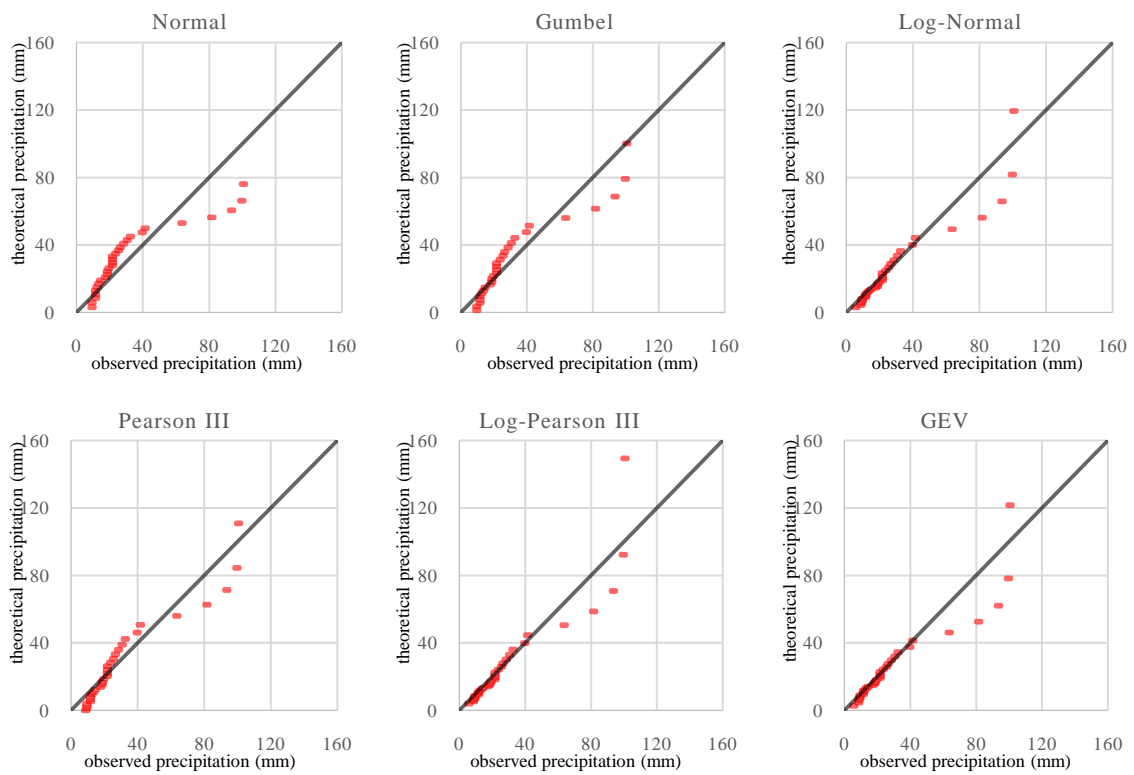 Normal
theoretical precipitation (mm)
160
120
80
40
0
0 40 80 120 160
observed precipitation (mm)
Gumbel
theoretical precipitation (mm)
160
120
80
40
0
0 40 80 120 160
observed precipitation (mm)
Log-Normal
theoretical precipitation (mm)
160
120
80
40
0
0 40 80 120 160
observed precipitation (mm)
Pearson III
theoretical precipitation (mm)
160
120
80
40
0
0 40 80 120 160
observed precipitation (mm)
Log-Pearson III
theoretical precipitation (mm)
160
120
80
40
0
0 40 80 120 160
observed precipitation (mm)
GEV
theoretical precipitation (mm)
160
120
80
40
0
0 40 80 120 160
observed precipitation (mm)